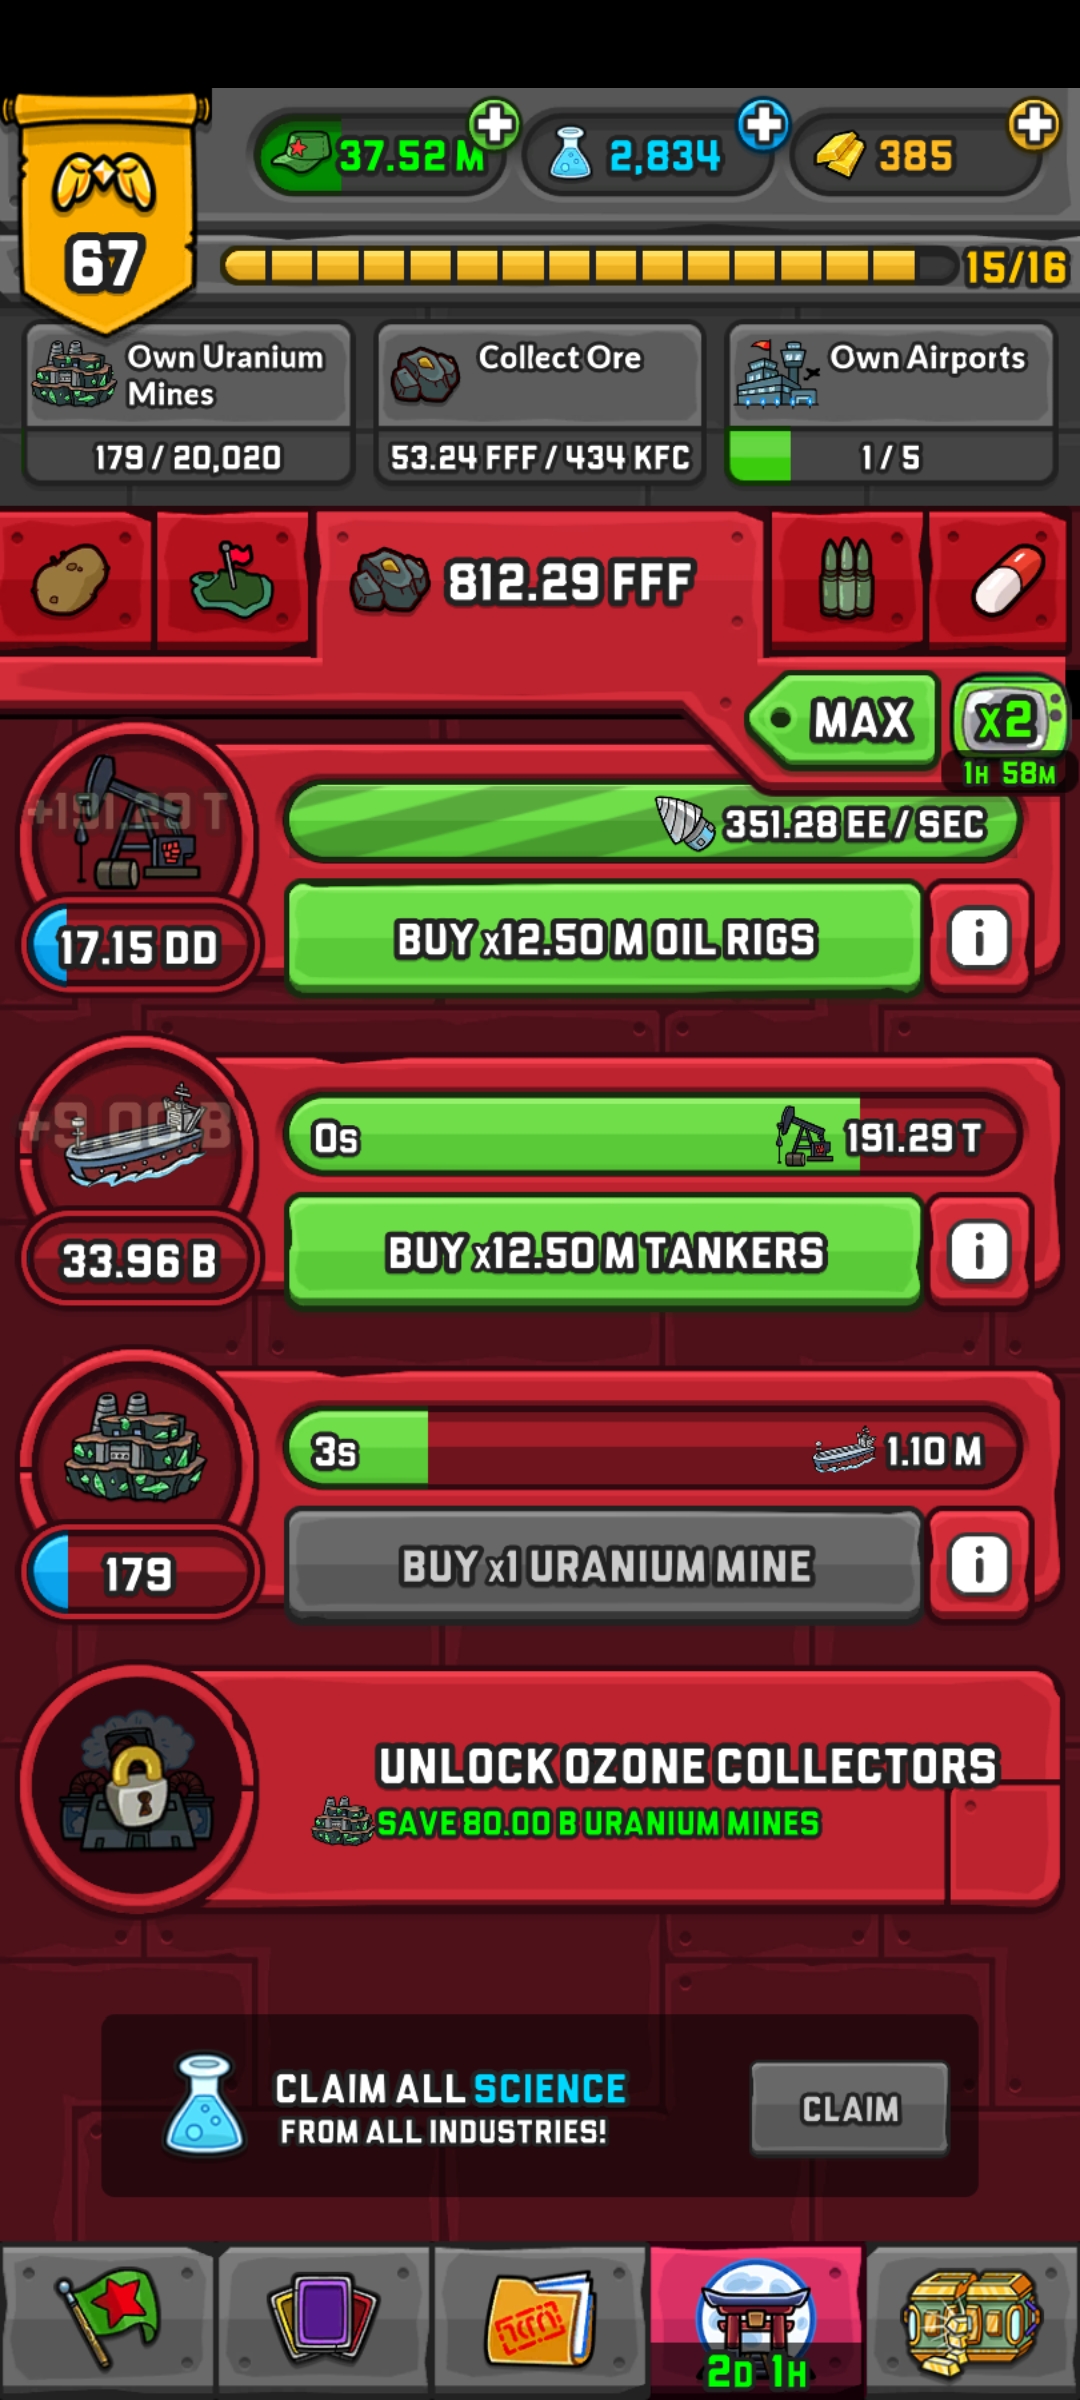 37.52 M
2,834
385
67
15/16
Own Uranium
Mines
179 / 20,020
Collect Ore
53.24 FFF / 434 KFC
Own Airports
1 / 5
812.29 FFF
MAX
x2
1H 58M
+191.29 T
351.28 EE / SEC
17.15 DD
BUY x12.50 M OIL RIGS
i
+9.00 B
0s
191.29 T
33.96 B
BUY x12.50 M TANKERS
i
3s
1.10 M
179
BUY x1 URANIUM MINE
i
UNLOCK OZONE COLLECTORS
SAVE 80.00 B URANIUM MINES
CLAIM ALL SCIENCE
FROM ALL INDUSTRIES!
CLAIM
2D 1H